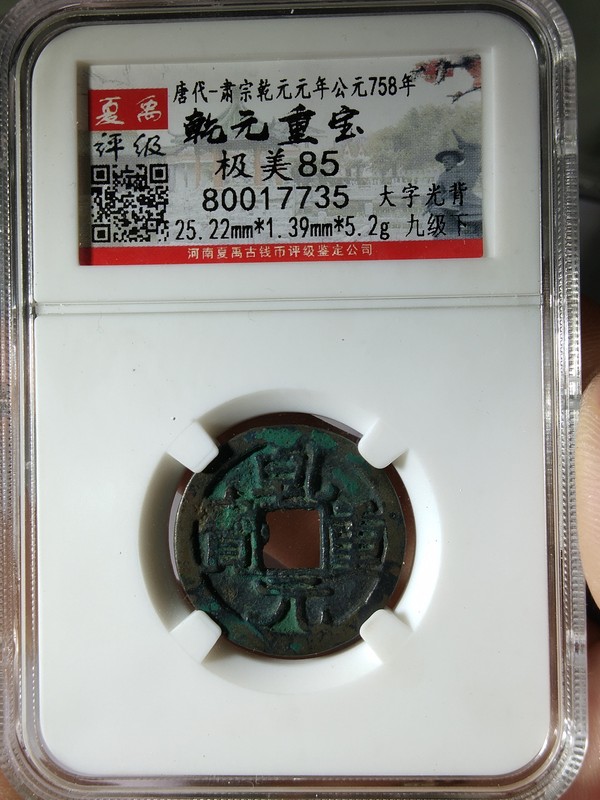 唐代-肃宗乾元元年公元758年
夏禹
评级
乾元重宝
极美85
80017735 大字光背
25.22mm*1.39mm*5.2g 九级下
河南夏禹古钱币评级鉴定公司
乾元重寶